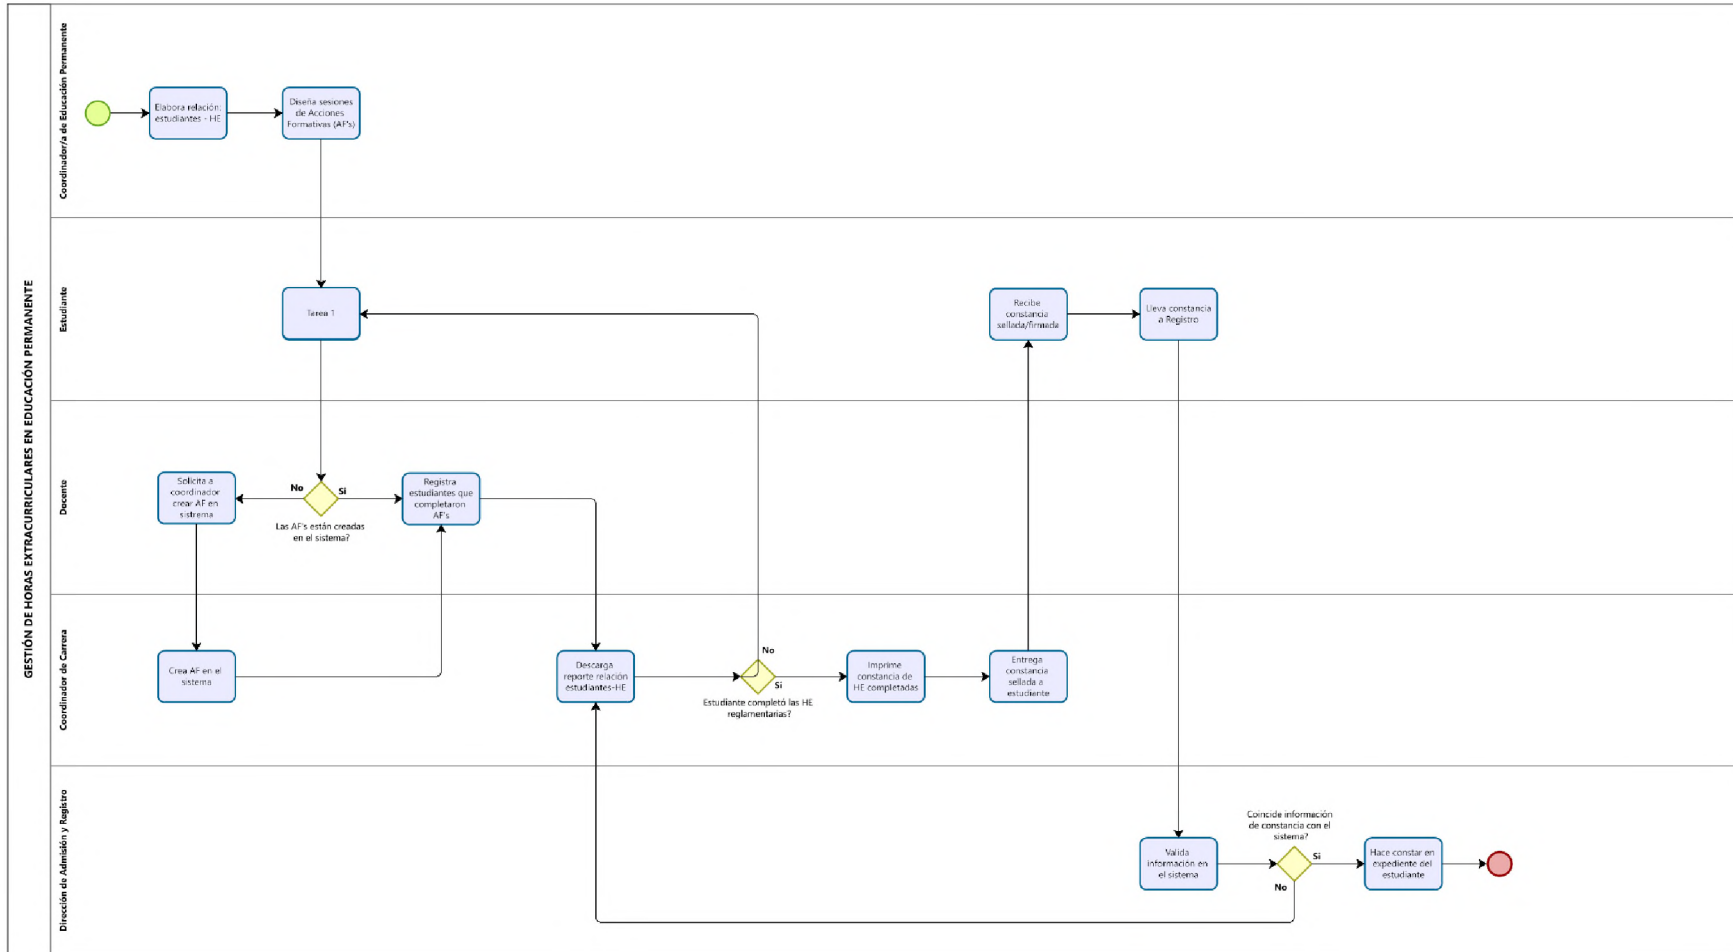 GESTIÓN DE HORAS EXTRACURRICULARES EN EDUCACIÓN PERMANENTE
Coordinador/a de Educación Permanente
Elabora relación:
estudiantes - HE
Diseña sesiones
de Acciones
Formativas (AF's)
Estudiante
Tarea 1
Recibe
constancia
sellada/firmada
Lleva constancia
a Registro
Docente
Solicita a
coordinador
crear AF en
sistrema
No
Si
Las AF's están creadas
en el sistema?
Registra
estudiantes que
completaron
AF's
Coordinador de Carrera
Crea AF en el
sistema
Descarga
reporte relación
estudiantes-HE
No
Si
Estudiante completó las HE
reglamentarias?
Imprime
constancia de
HE completadas
Entrega
constancia
sellada a
estudiante
Dirección de Admisión y Registro
Valida
información en
el sistema
Coincide información
de constancia con el
sistema?
Si
No
Hace constar en
expediente del
estudiante